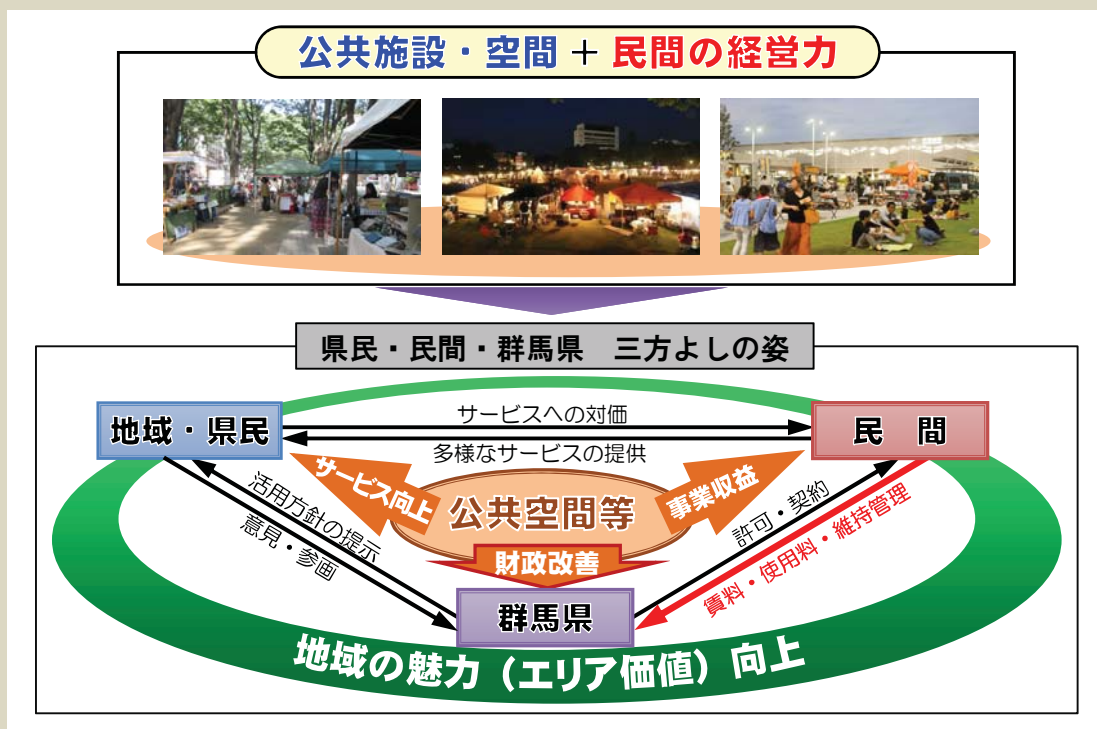 公共施設・空間 + 民間の経営力
県民・民間・群馬県 三方よしの姿
地域・県民
サービスへの対価
民 間
多様なサービスの提供
サービス向上
公共空間等
事業収益
活用方針の提示
意見・参画
財政改善
許可・契約
賃料・使用料・維持管理
群馬県
地域の魅力（エリア価値）向上